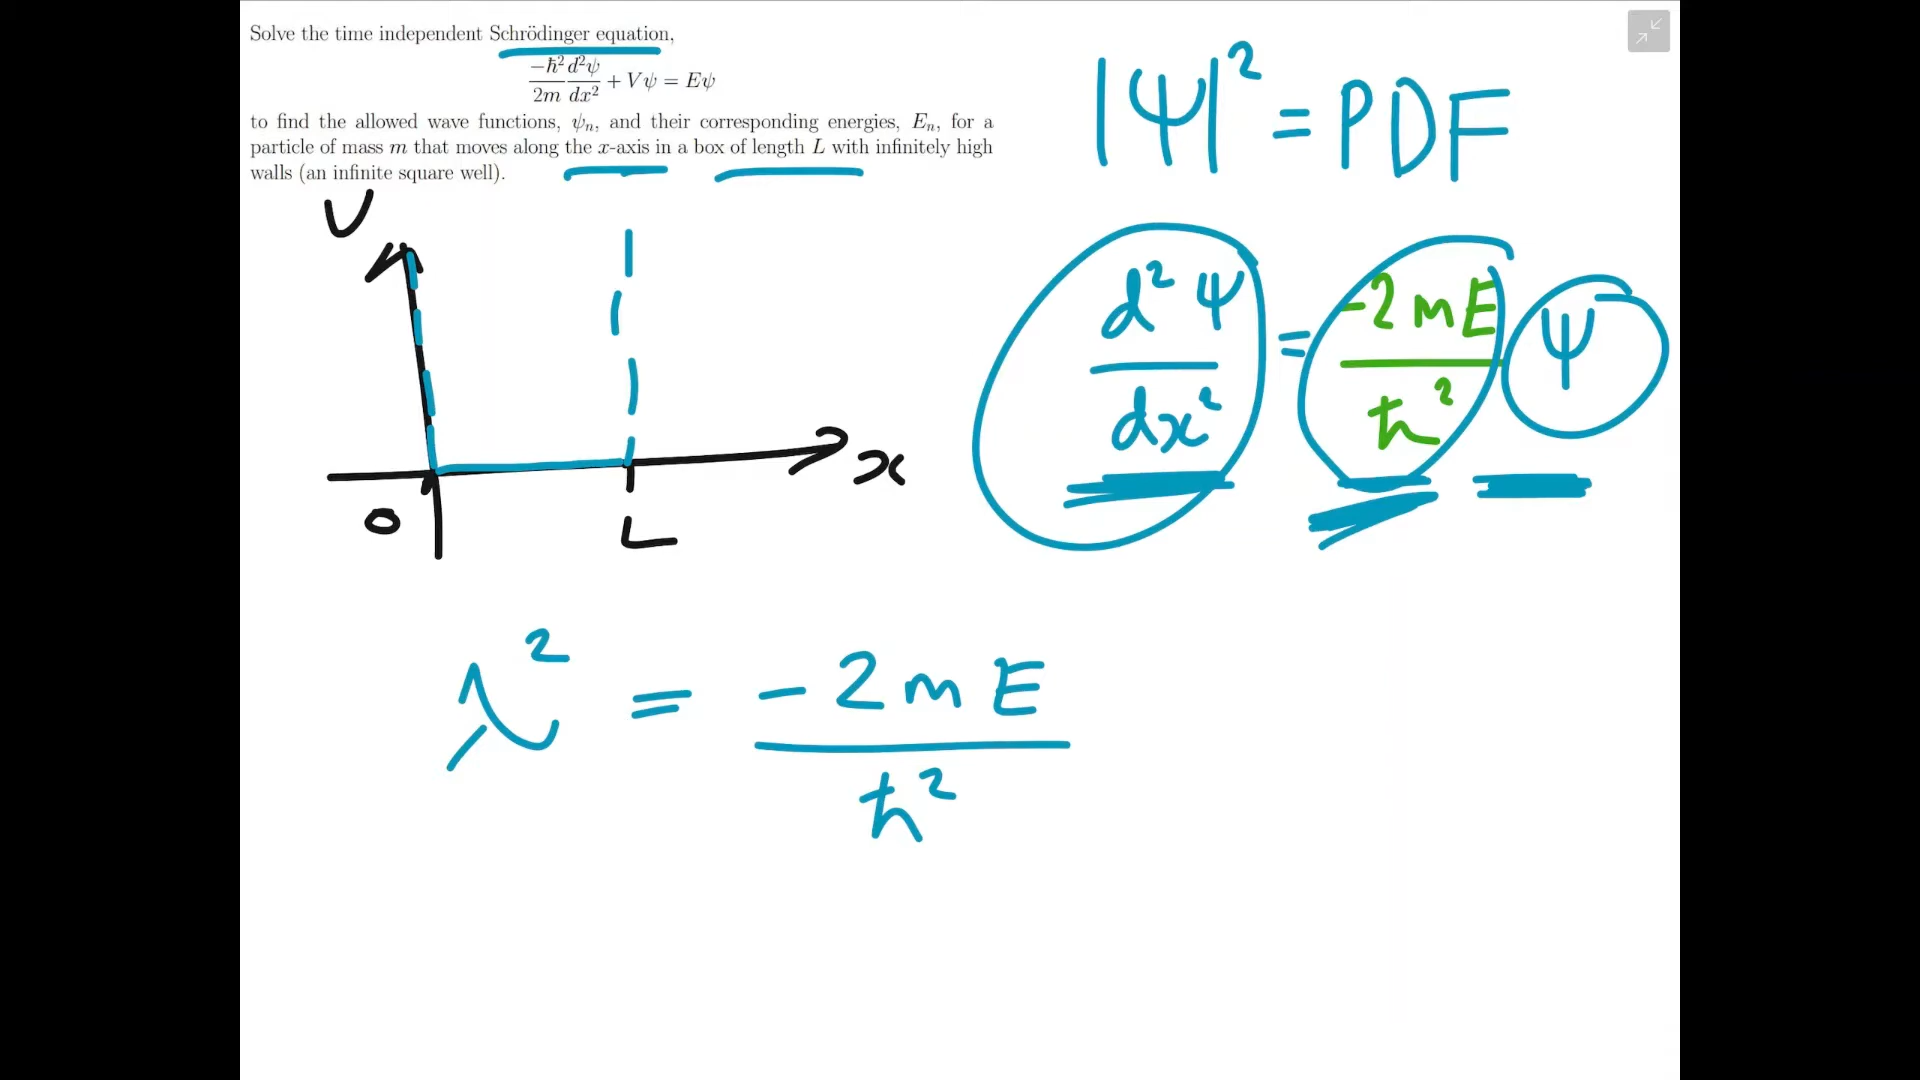 Solve the time independent Schrödinger equation,
−ħ²/2m d²ψ/dx² + Vψ = Eψ
to find the allowed wave functions, ψₙ, and their corresponding energies, Eₙ, for a
particle of mass m that moves along the x-axis in a box of length L with infinitely high
walls (an infinite square well).
|Ψ|² = PDF
V
x
0
L
d²Ψ/dx² = -2mE/ħ² Ψ
λ² = -2mE/ħ²